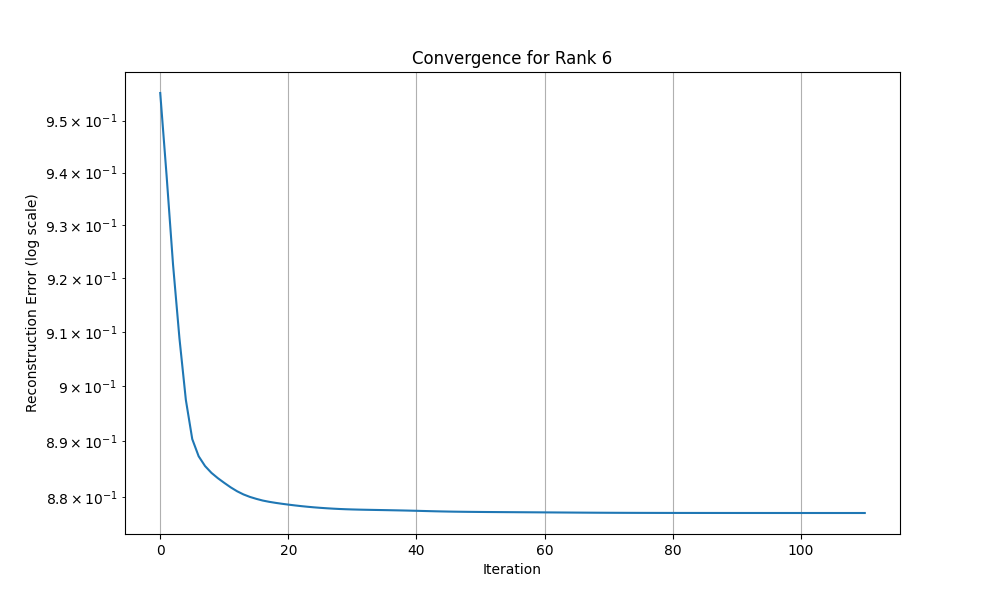 Convergence for Rank 6
Reconstruction Error (log scale)
9.5 × 10⁻¹
9.4 × 10⁻¹
9.3 × 10⁻¹
9.2 × 10⁻¹
9.1 × 10⁻¹
9 × 10⁻¹
8.9 × 10⁻¹
8.8 × 10⁻¹
0 20 40 60 80 100
Iteration